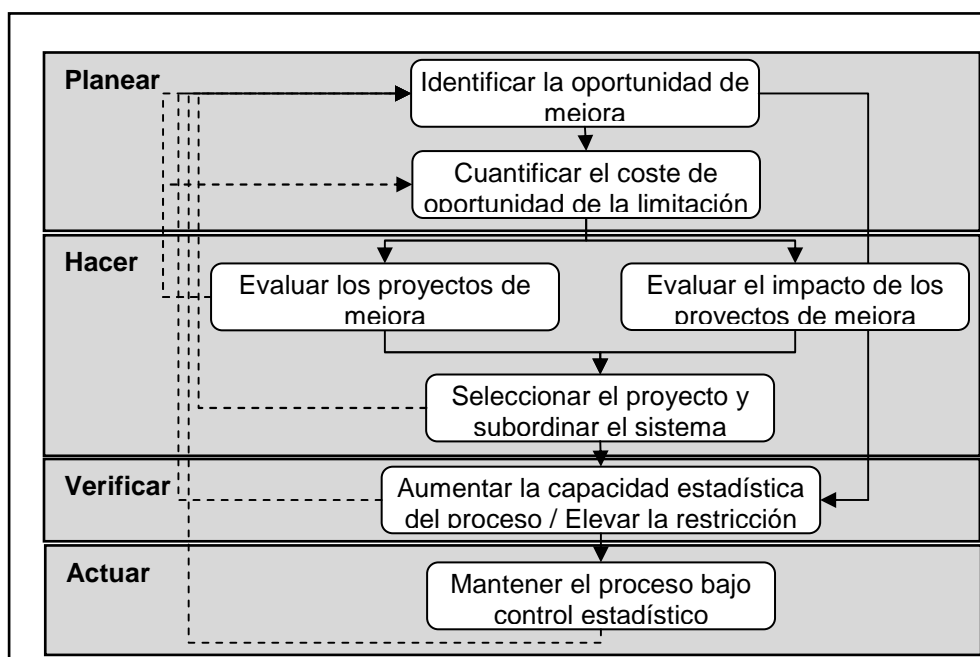 Planear
Identificar la oportunidad de
mejora
Cuantificar el coste de
oportunidad de la limitación
Hacer
Evaluar los proyectos de
mejora
Evaluar el impacto de los
proyectos de mejora
Seleccionar el proyecto y
subordinar el sistema
Verificar
Aumentar la capacidad estadística
del proceso / Elevar la restricción
Actuar
Mantener el proceso bajo
control estadístico